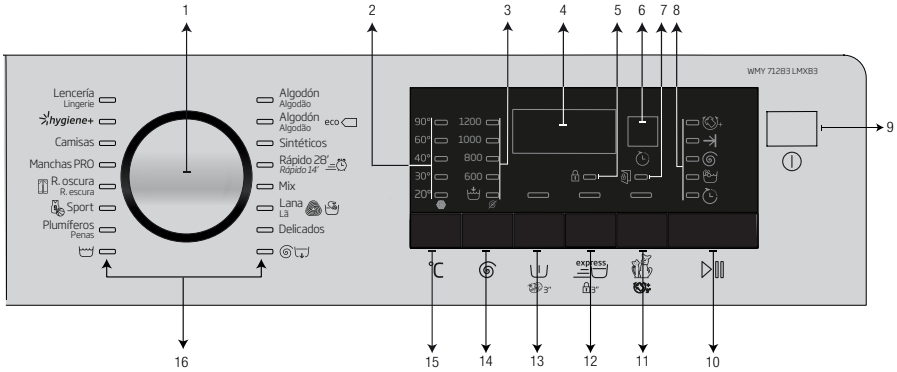 1
2
3
4
5
6
7
8
WMY 71283 LMXB3
Lencería
Lingerie
hygiene+
Camisas
Manchas PRO
R. oscura
R. escura
Sport
Plumíferos
Penas
Algodón
Algodão
Algodón
Algodão
eco
Sintéticos
Rápido 28'
Rápido 14'
Mix
Lana
Lã
Delicados
90° 1200
60° 1000
40° 800
30° 600
20°
+
9
°C
3"
express
3"
16
15
14
13
12
11
10